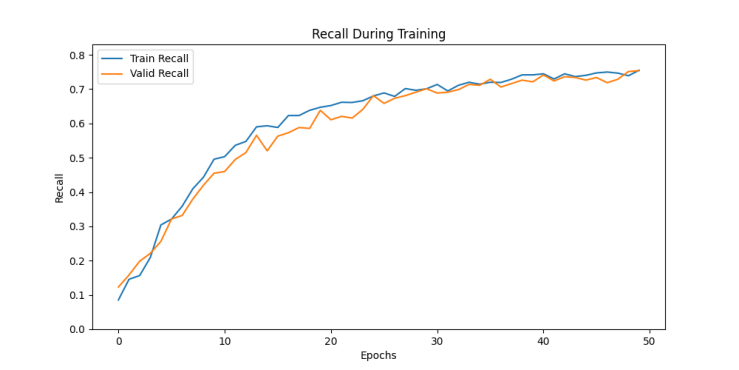 Recall During Training
Train Recall
Valid Recall
0.8
0.7
0.6
0.5
0.4
0.3
0.2
0.1
0.0
Recall
0 10 20 30 40 50
Epochs